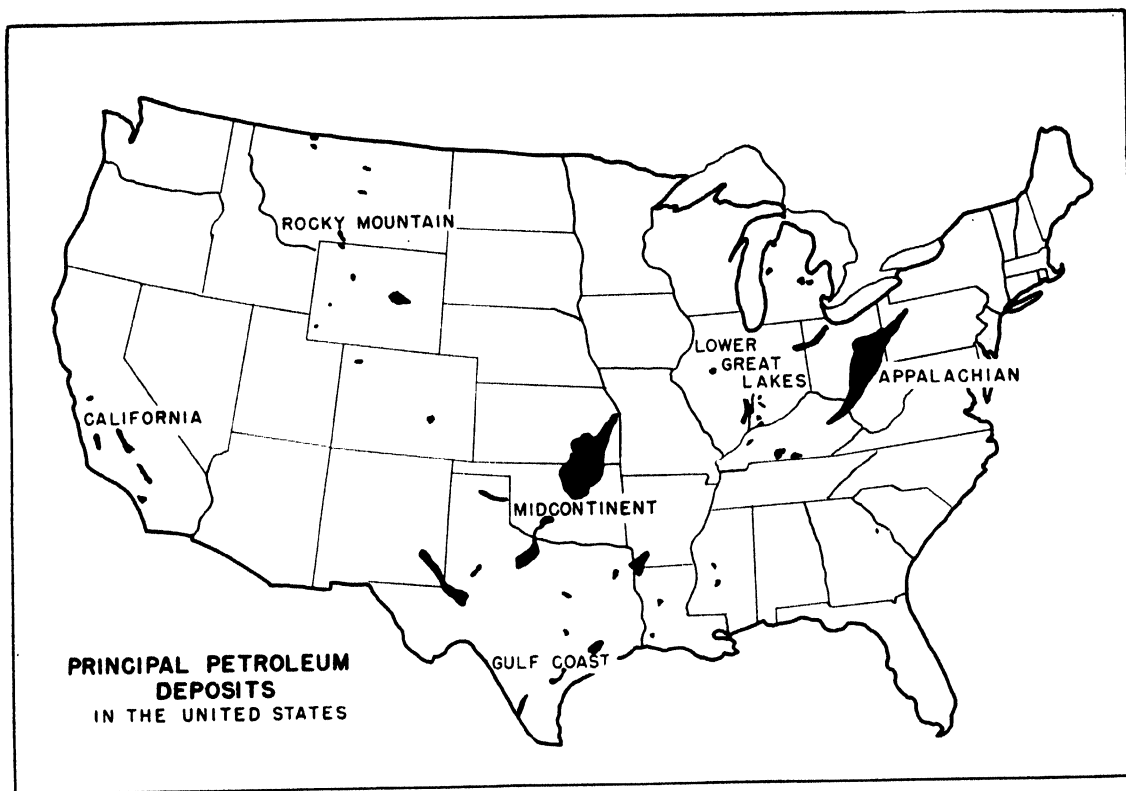 ROCKY MOUNTAIN
LOWER
GREAT
LAKES
APPALACHIAN
CALIFORNIA
MIDCONTINENT
GULF COAST
PRINCIPAL PETROLEUM
DEPOSITS
IN THE UNITED STATES